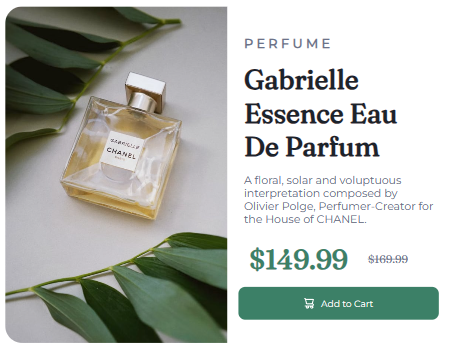 GABRIELLE
CHANEL
PARIS
PERFUME
Gabrielle
Essence Eau
De Parfum
A floral, solar and voluptuous
interpretation composed by
Olivier Polge, Perfumer-Creator for
the House of CHANEL.
$149.99 $169.99
Add to Cart